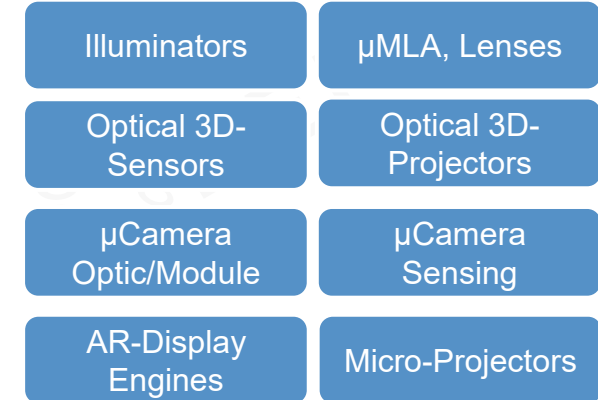 Illuminators
µMLA, Lenses
Optical 3D-
Sensors
Optical 3D-
Projectors
µCamera
Optic/Module
µCamera
Sensing
AR-Display
Engines
Micro-Projectors